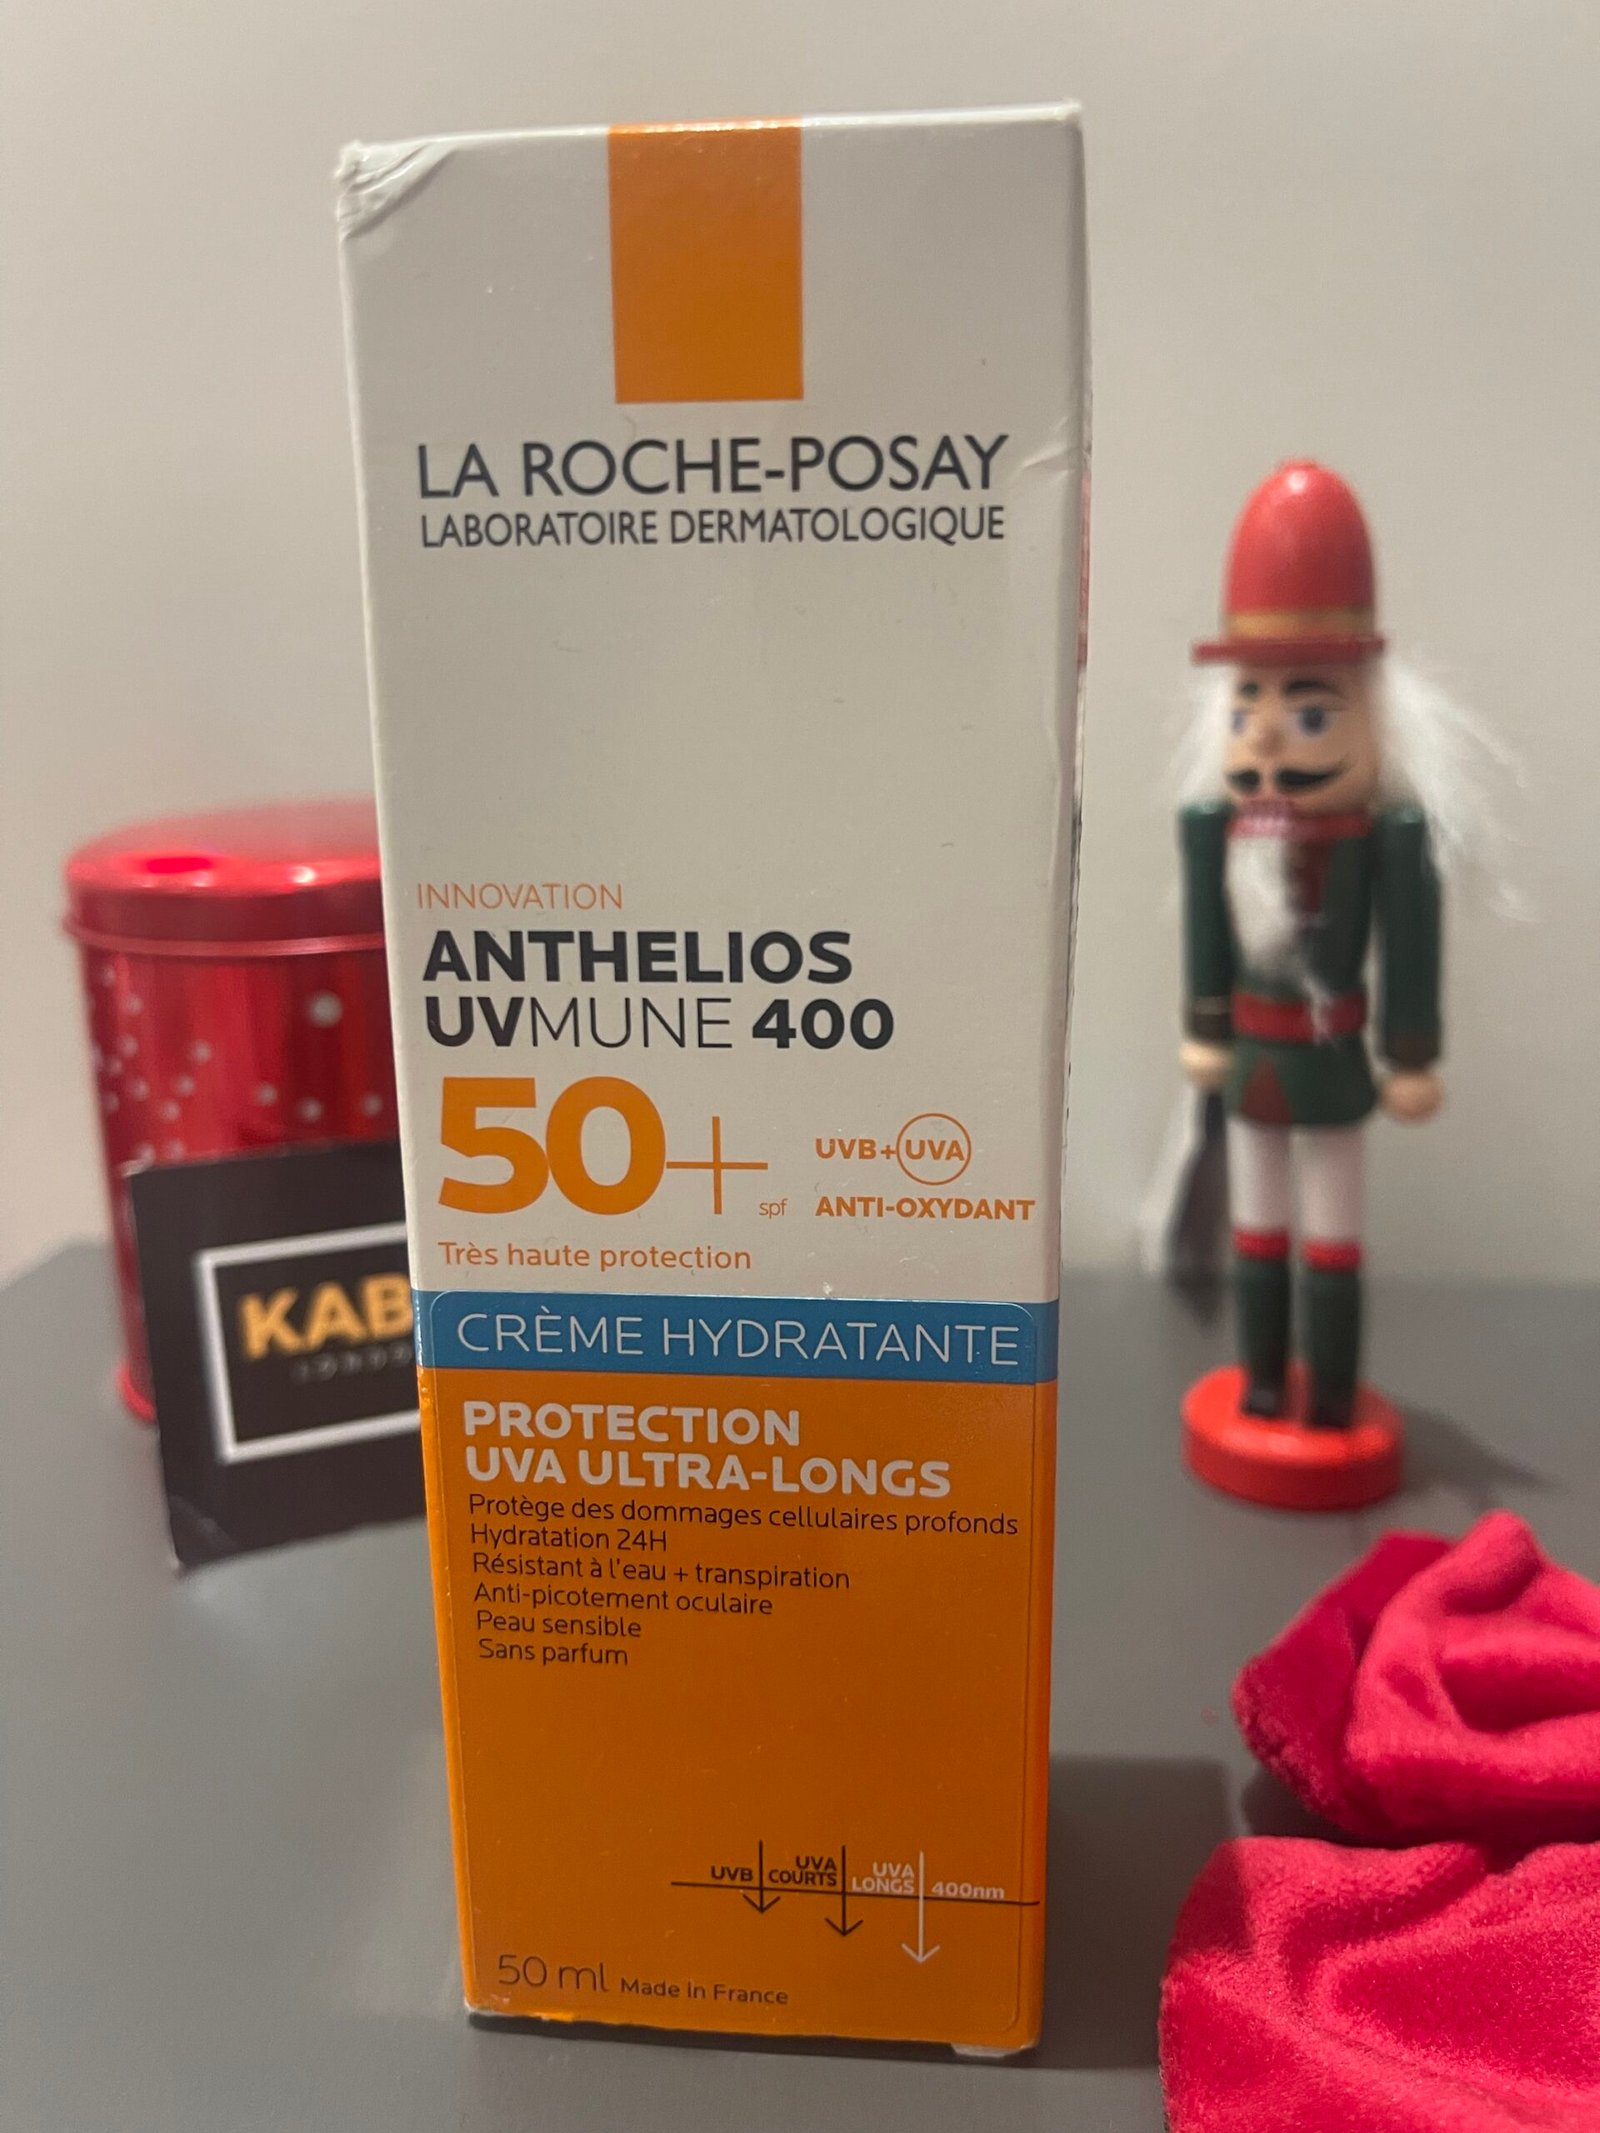 LA ROCHE-POSAY
LABORATOIRE DERMATOLOGIQUE
INNOVATION
ANTHELIOS
UVMUNE 400
50+ spf
UVB+UVA
ANTI-OXYDANT
Très haute protection
CRÈME HYDRATANTE
PROTECTION
UVA ULTRA-LONGS
Protège des dommages cellulaires profonds
Hydratation 24H
Résistant à l'eau + transpiration
Anti-picotement oculaire
Peau sensible
Sans parfum
UVB
UVA COURTS
UVA LONGS
400nm
50 ml Made in France
KAB